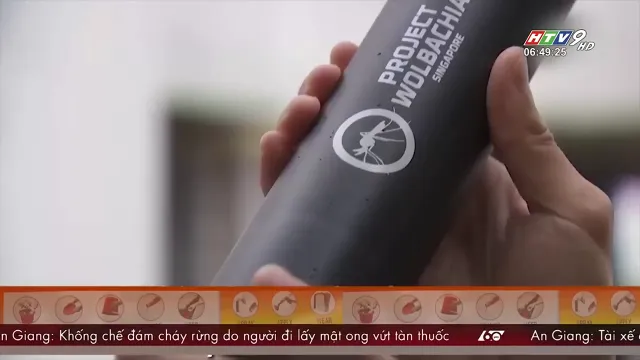 HTV9 HD
06:49:25
PROJECT
WOLBACHIA
SINGAPORE
n Giang: Khống chế đám cháy rừng do người đi lấy mật ong vứt tàn thuốc
60
An Giang: Tài xế